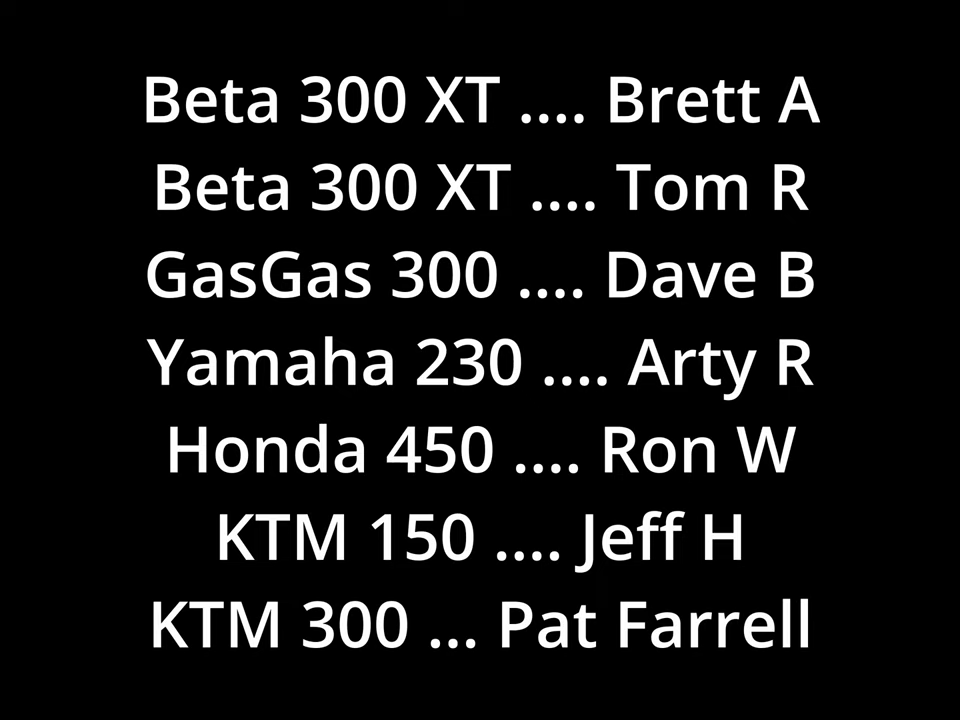 Beta 300 XT .... Brett A
Beta 300 XT .... Tom R
GasGas 300 .... Dave B
Yamaha 230 .... Arty R
Honda 450 .... Ron W
KTM 150 .... Jeff H
KTM 300 ... Pat Farrell